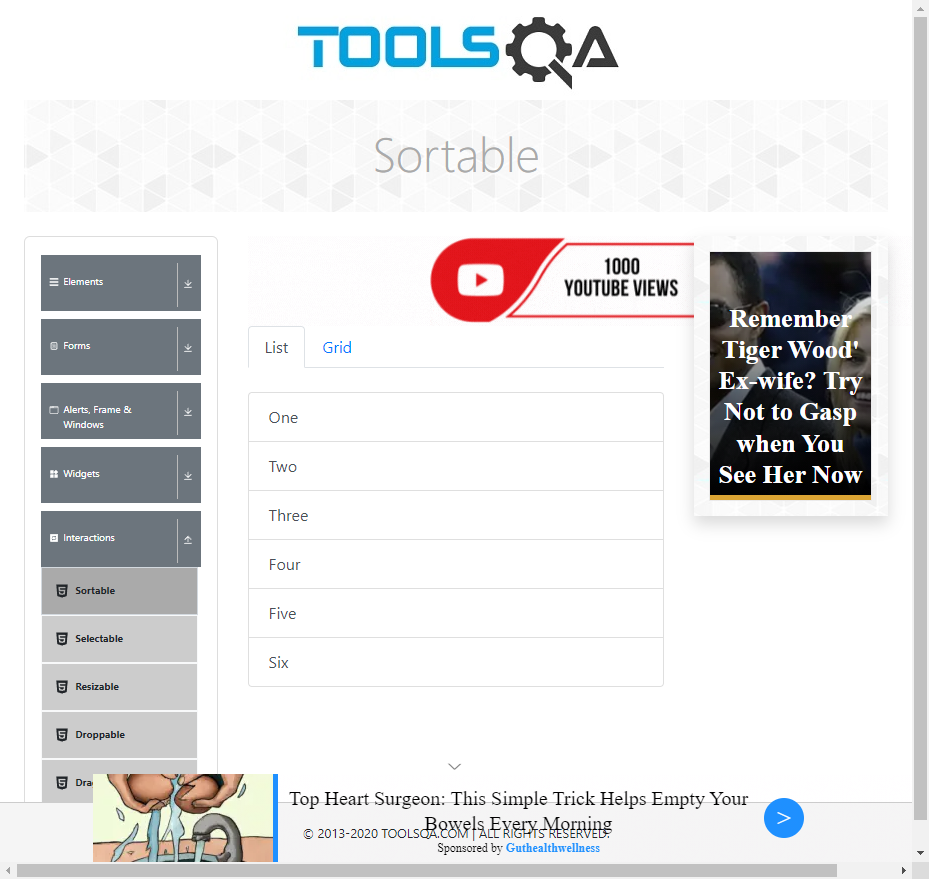 TOOLSQA
Sortable
Elements
Forms
Alerts, Frame &
Windows
Widgets
Interactions
Sortable
Selectable
Resizable
Droppable
1000
YOUTUBE VIEWS
List
Grid
One
Two
Three
Four
Five
Six
Remember
Tiger Wood'
Ex-wife? Try
Not to Gasp
when You
See Her Now
Top Heart Surgeon: This Simple Trick Helps Empty Your
Bowels Every Morning
© 2013-2020 TOOLSQA.COM | ALL RIGHTS RESERVED.
Sponsored by Guthealthwellness